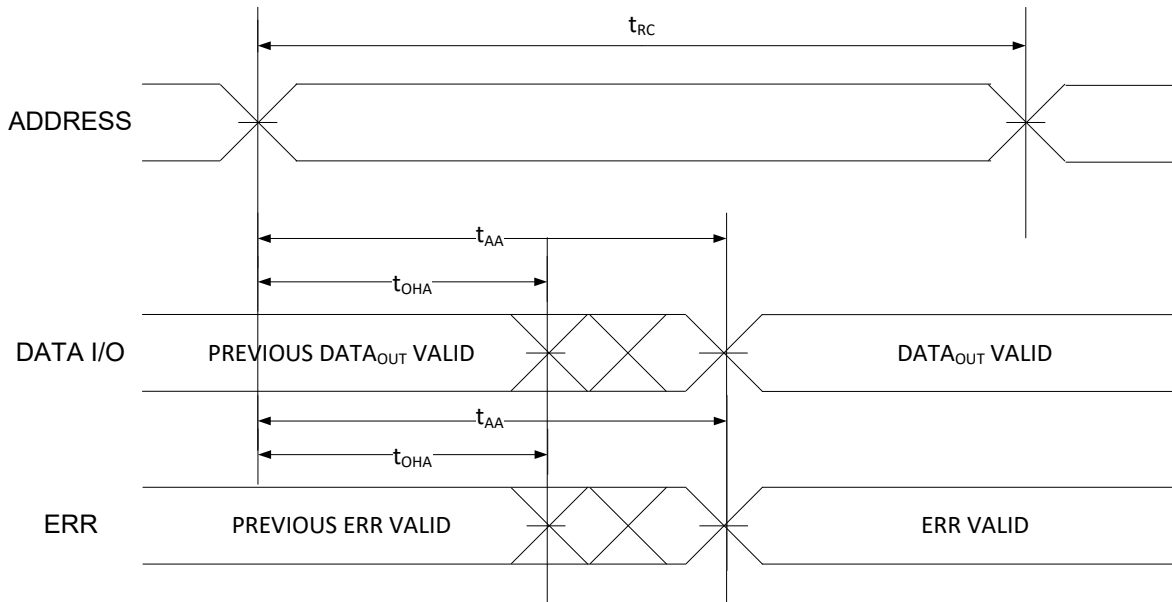 tRC
ADDRESS
tAA
tOHA
DATA I/O
PREVIOUS DATAOUT VALID
DATAOUT VALID
tAA
tOHA
ERR
PREVIOUS ERR VALID
ERR VALID